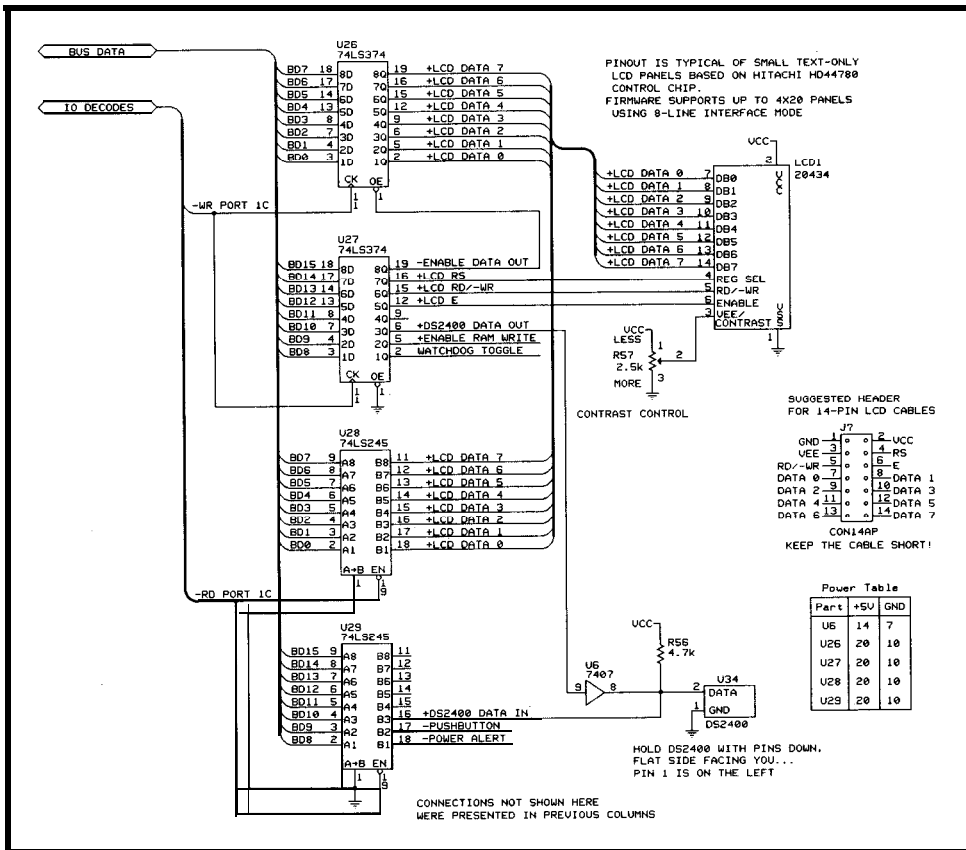 BUS DATA
IO DECODES
U26
74LS374
BD7 18 8D 8Q 19 +LCD DATA 7
BD6 17 7D 7Q 16 +LCD DATA 6
BD5 14 6D 6Q 15 +LCD DATA 5
BD4 13 5D 5Q 12 +LCD DATA 4
BD3 8 4D 4Q 9 +LCD DATA 3
BD2 7 3D 3Q 6 +LCD DATA 2
BD1 4 2D 2Q 5 +LCD DATA 1
BD0 3 1D 1Q 2 +LCD DATA 0
CK OE
11 1
-WR PORT 1C
U27
74LS374
BD15 18 8D 8Q 19 -ENABLE DATA OUT
BD14 17 7D 7Q 16 +LCD RS
BD13 14 6D 6Q 15 +LCD RD/-WR
BD12 13 5D 5Q 12 +LCD E
BD11 8 4D 4Q 9
BD10 7 3D 3Q 6 +DS2400 DATA OUT
BD9 4 2D 2Q 5 +ENABLE RAM WRITE
BD8 3 1D 1Q 2 WATCHDOG TOGGLE
CK OE
11 1
U28
74LS245
BD7 9 A8 B8 11 +LCD DATA 7
BD6 8 A7 B7 12 +LCD DATA 6
BD5 7 A6 B6 13 +LCD DATA 5
BD4 6 A5 B5 14 +LCD DATA 4
BD3 5 A4 B4 15 +LCD DATA 3
BD2 4 A3 B3 16 +LCD DATA 2
BD1 3 A2 B2 17 +LCD DATA 1
BD0 2 A1 B1 18 +LCD DATA 0
A→B EN
1 19
-RD PORT 1C
U29
74LS245
BD15 9 A8 B8 11
BD14 8 A7 B7 12
BD13 7 A6 B6 13
BD12 6 A5 B5 14
BD11 5 A4 B4 15
BD10 4 A3 B3 16 +DS2400 DATA IN
BD9 3 A2 B2 17 -PUSHBUTTON
BD8 2 A1 B1 18 -POWER ALERT
A→B EN
1 19
CONNECTIONS NOT SHOWN HERE
WERE PRESENTED IN PREVIOUS COLUMNS
PINOUT IS TYPICAL OF SMALL TEXT-ONLY
LCD PANELS BASED ON HITACHI HD44780
CONTROL CHIP.
FIRMWARE SUPPORTS UP TO 4X20 PANELS
USING 8-LINE INTERFACE MODE
VCC
2 LCD1
20434
VCC
+LCD DATA 0 7 DB0
+LCD DATA 1 8 DB1
+LCD DATA 2 9 DB2
+LCD DATA 3 10 DB3
+LCD DATA 4 11 DB4
+LCD DATA 5 12 DB5
+LCD DATA 6 13 DB6
+LCD DATA 7 14 DB7
4 REG SEL
5 RD/-WR
6 ENABLE
3 VEE/
CONTRAST
VSS
1
VCC
LESS
1
R57 2
2.5k
MORE 3
CONTRAST CONTROL
SUGGESTED HEADER
FOR 14-PIN LCD CABLES
J7
GND 1 2 VCC
VEE 3 4 RS
RD/-WR 5 6 E
DATA 0 7 8 DATA 1
DATA 2 9 10 DATA 3
DATA 4 11 12 DATA 5
DATA 6 13 14 DATA 7
CON14AP
KEEP THE CABLE SHORT!
VCC
R56
4.7k
U6
7407
9 8
U34
2 DATA
1 GND
DS2400
HOLD DS2400 WITH PINS DOWN,
FLAT SIDE FACING YOU...
PIN 1 IS ON THE LEFT
Power Table
Part +5V GND
U6 14 7
U26 20 10
U27 20 10
U28 20 10
U29 20 10